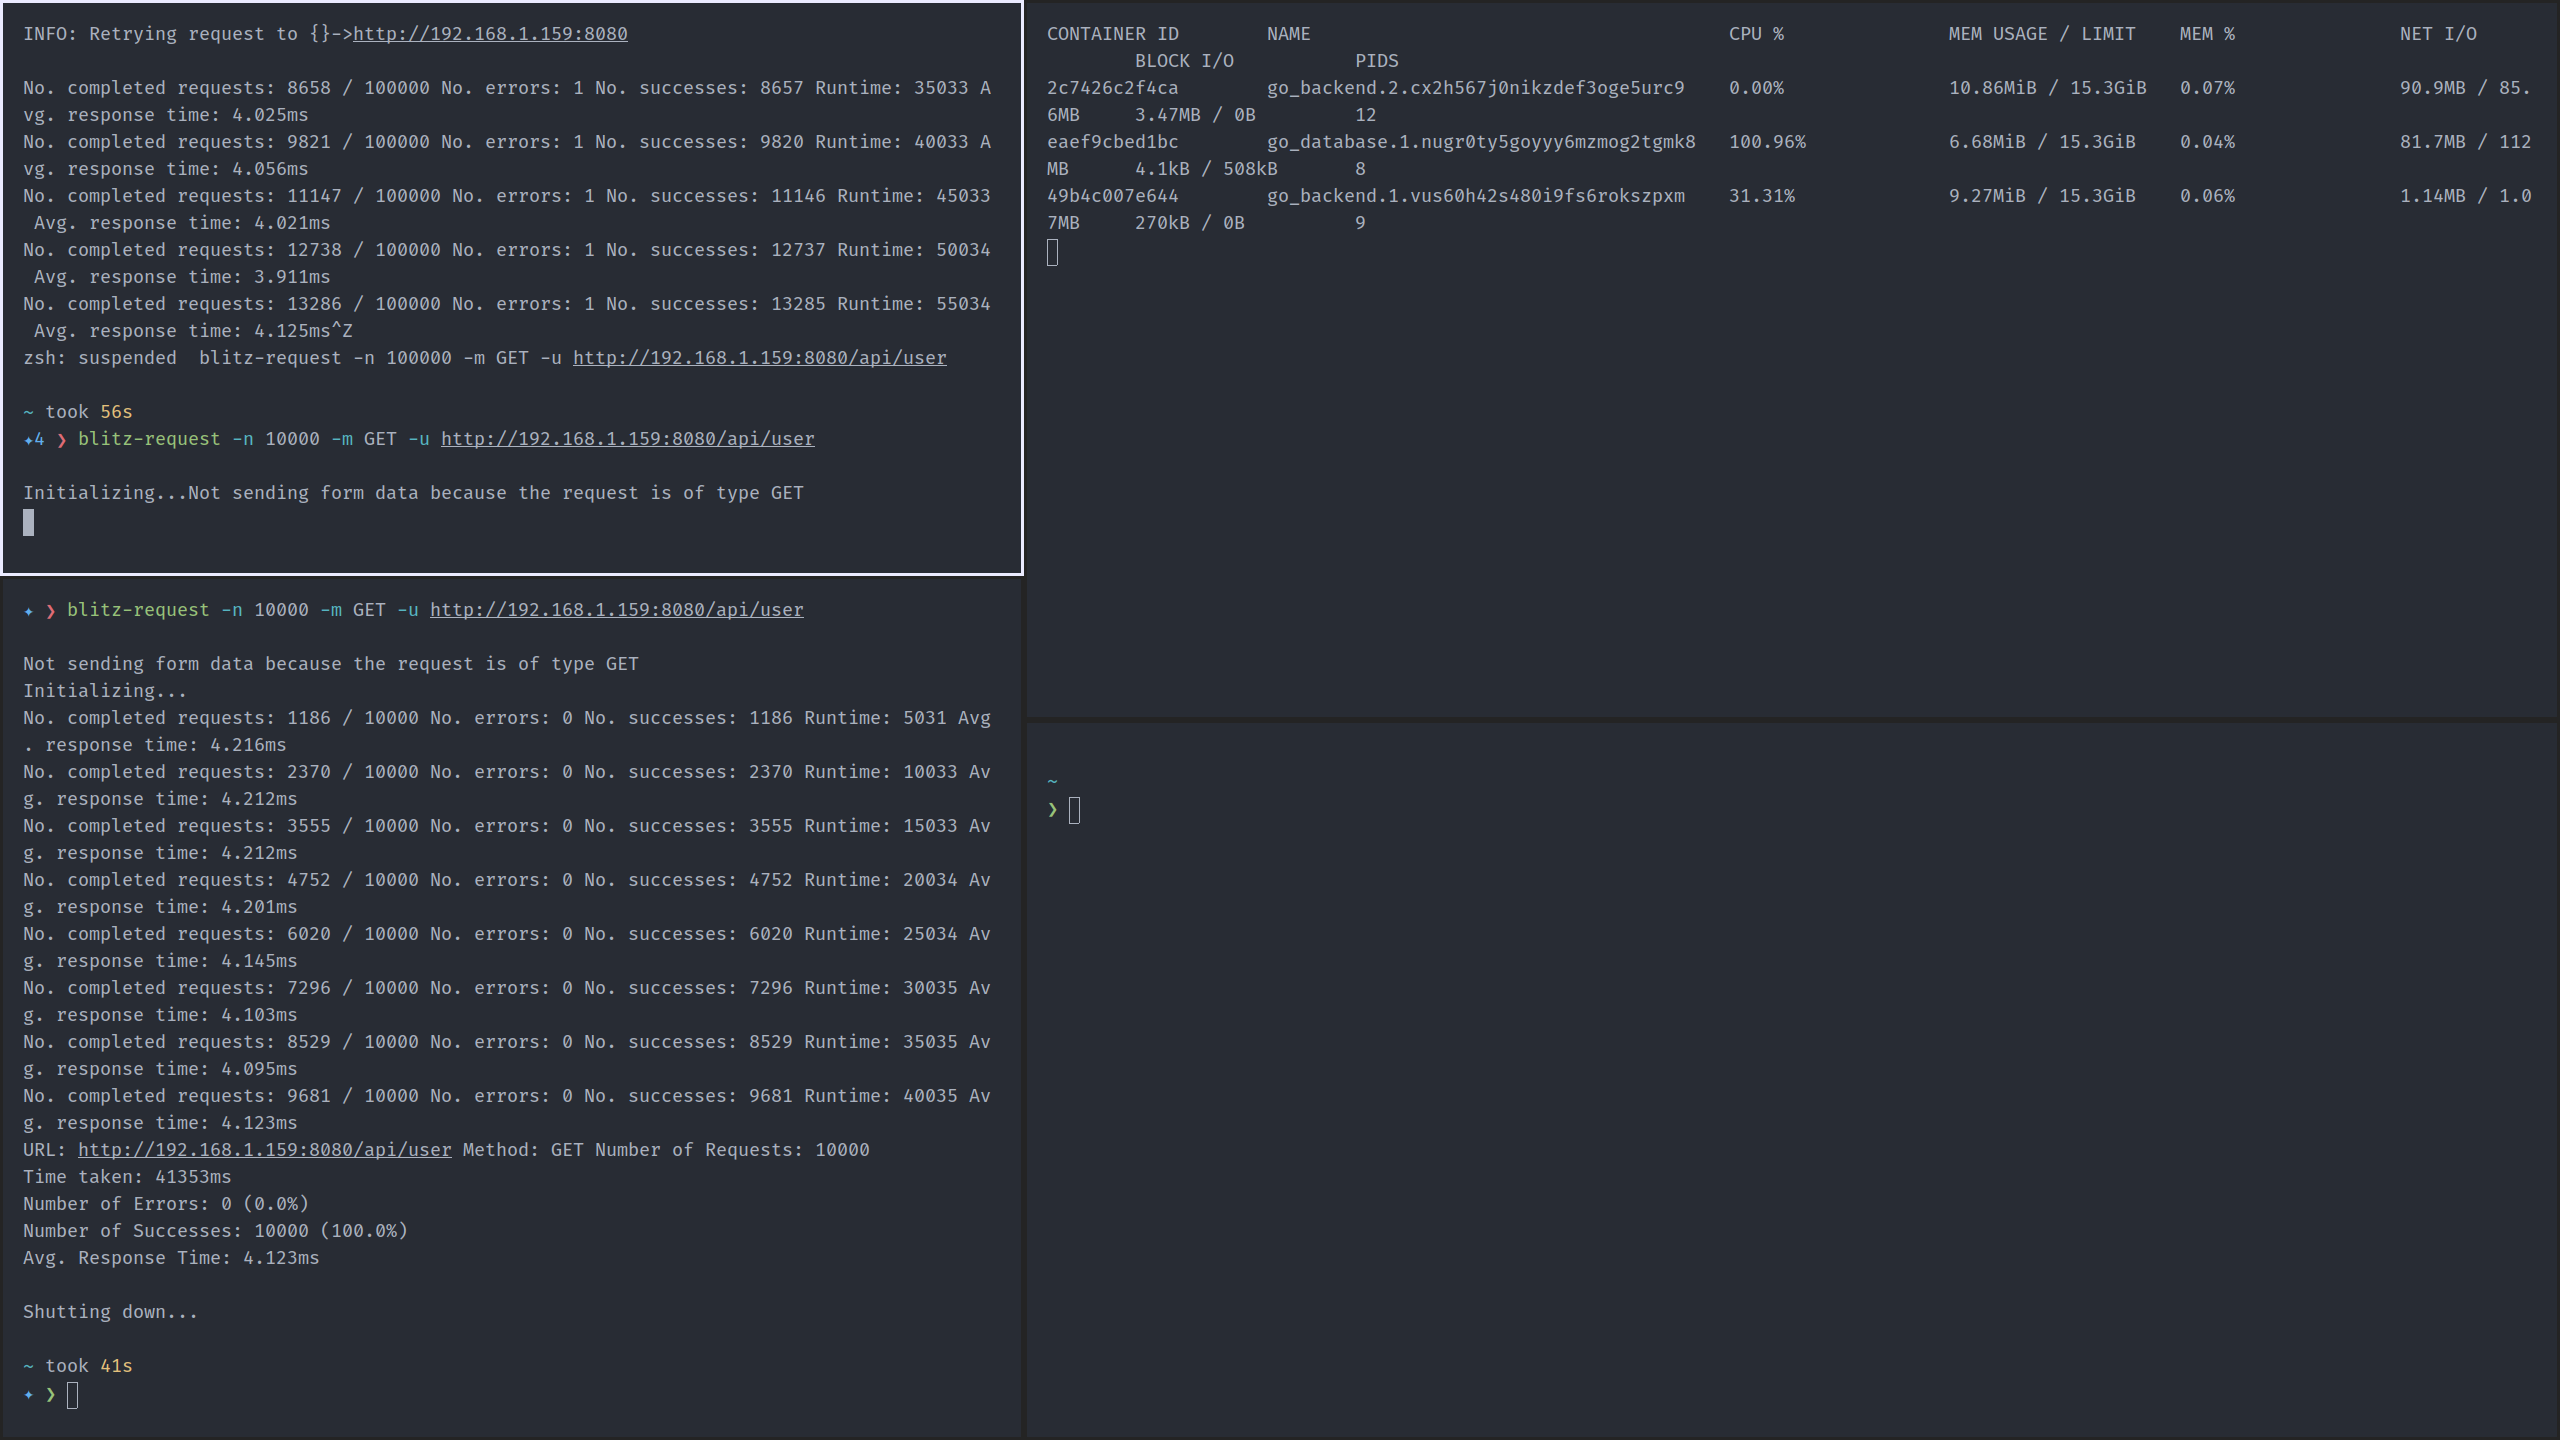 INFO: Retrying request to {}->http://192.168.1.159:8080
No. completed requests: 8658 / 100000 No. errors: 1 No. successes: 8657 Runtime: 35033 A
vg. response time: 4.025ms
No. completed requests: 9821 / 100000 No. errors: 1 No. successes: 9820 Runtime: 40033 A
vg. response time: 4.056ms
No. completed requests: 11147 / 100000 No. errors: 1 No. successes: 11146 Runtime: 45033
Avg. response time: 4.021ms
No. completed requests: 12738 / 100000 No. errors: 1 No. successes: 12737 Runtime: 50034
Avg. response time: 3.911ms
No. completed requests: 13286 / 100000 No. errors: 1 No. successes: 13285 Runtime: 55034
Avg. response time: 4.125ms^Z
zsh: suspended  blitz-request -n 100000 -m GET -u http://192.168.1.159:8080/api/user
~ took 56s
✦4 ❯ blitz-request -n 10000 -m GET -u http://192.168.1.159:8080/api/user
Initializing...Not sending form data because the request is of type GET
✦ ❯ blitz-request -n 10000 -m GET -u http://192.168.1.159:8080/api/user
Not sending form data because the request is of type GET
Initializing...
No. completed requests: 1186 / 10000 No. errors: 0 No. successes: 1186 Runtime: 5031 Avg
. response time: 4.216ms
No. completed requests: 2370 / 10000 No. errors: 0 No. successes: 2370 Runtime: 10033 Av
g. response time: 4.212ms
No. completed requests: 3555 / 10000 No. errors: 0 No. successes: 3555 Runtime: 15033 Av
g. response time: 4.212ms
No. completed requests: 4752 / 10000 No. errors: 0 No. successes: 4752 Runtime: 20034 Av
g. response time: 4.201ms
No. completed requests: 6020 / 10000 No. errors: 0 No. successes: 6020 Runtime: 25034 Av
g. response time: 4.145ms
No. completed requests: 7296 / 10000 No. errors: 0 No. successes: 7296 Runtime: 30035 Av
g. response time: 4.103ms
No. completed requests: 8529 / 10000 No. errors: 0 No. successes: 8529 Runtime: 35035 Av
g. response time: 4.095ms
No. completed requests: 9681 / 10000 No. errors: 0 No. successes: 9681 Runtime: 40035 Av
g. response time: 4.123ms
URL: http://192.168.1.159:8080/api/user Method: GET Number of Requests: 10000
Time taken: 41353ms
Number of Errors: 0 (0.0%)
Number of Successes: 10000 (100.0%)
Avg. Response Time: 4.123ms
Shutting down...
~ took 41s
✦ ❯
CONTAINER ID        NAME                                      CPU %               MEM USAGE / LIMIT    MEM %               NET I/O
BLOCK I/O           PIDS
2c7426c2f4ca        go_backend.2.cx2h567j0nikzdef3oge5urc9    0.00%               10.86MiB / 15.3GiB   0.07%               90.9MB / 85.
6MB     3.47MB / 0B         12
eaef9cbed1bc        go_database.1.nugr0ty5goyyy6mzmog2tgmk8   100.96%             6.68MiB / 15.3GiB    0.04%               81.7MB / 112
MB      4.1kB / 508kB       8
49b4c007e644        go_backend.1.vus60h42s480i9fs6rokszpxm    31.31%              9.27MiB / 15.3GiB    0.06%               1.14MB / 1.0
7MB     270kB / 0B          9
~
❯